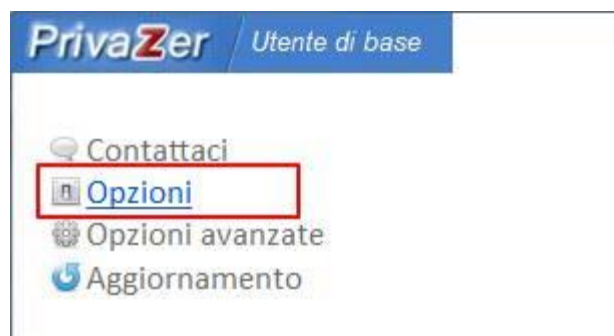 PrivaZer Utente di base
Contattaci
Opzioni
Opzioni avanzate
Aggiornamento